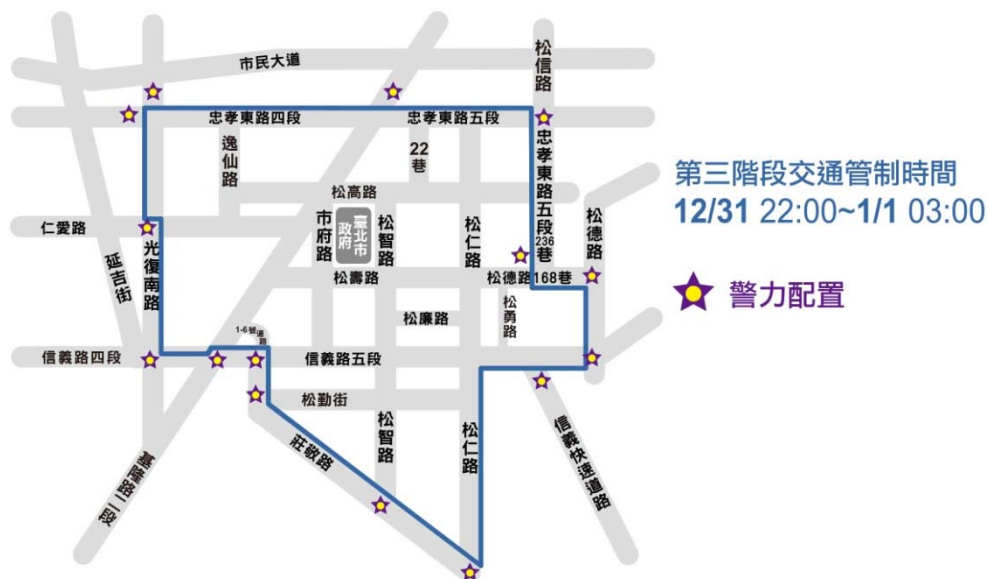 市民大道
松信路
忠孝東路四段
忠孝東路五段
逸仙路
22巷
忠孝東路五段236巷
第三階段交通管制時間
12/31 22:00~1/1 03:00
松高路
仁愛路
市府路
臺北市政府
松智路
松仁路
松德路
延吉街
光復南路
松壽路
松德路168巷
警力配置
松廉路
松勇路
1-6號道路
信義路四段
信義路五段
松勤街
松智路
松仁路
莊敬路
信義快速道路
基隆路二段